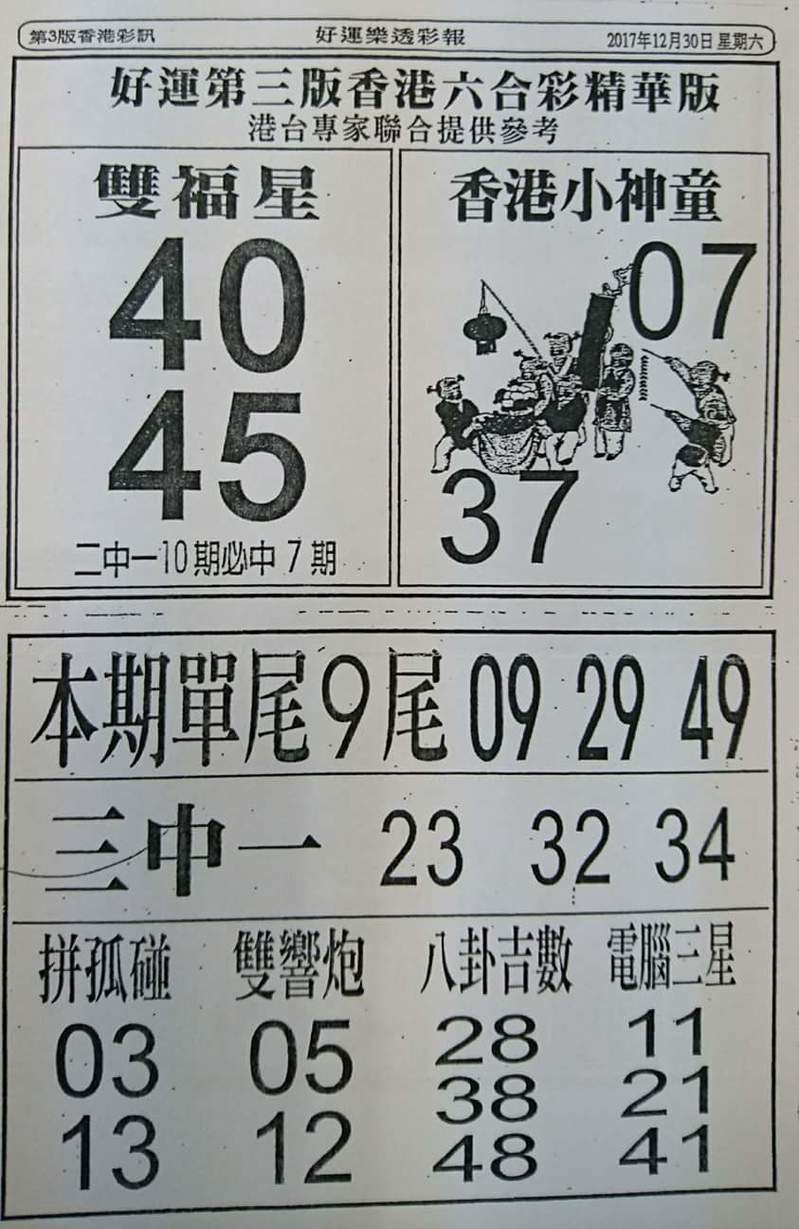 第3版香港彩訊 好運樂透彩報 2017年12月30日 星期六
好運第三版香港六合彩精華版
港台專家聯合提供參考
雙福星
40
45
二中一10期必中7期
香港小神童
07
37
本期單尾9尾 09 29 49
三中一 23 32 34
拼孤碰
03
13
雙響炮
05
12
八卦吉數
28
38
48
電腦三星
11
21
41